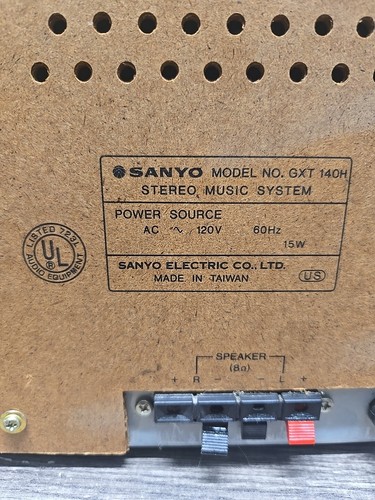 SANYO MODEL NO. GXT 140H
STEREO MUSIC SYSTEM
POWER SOURCE
AC ∿ 120V 60Hz
15W
SANYO ELECTRIC CO., LTD.
MADE IN TAIWAN
US
LISTED 7291
UL
AUDIO EQUIPMENT
SPEAKER
(8Ω)
+ R - - L +